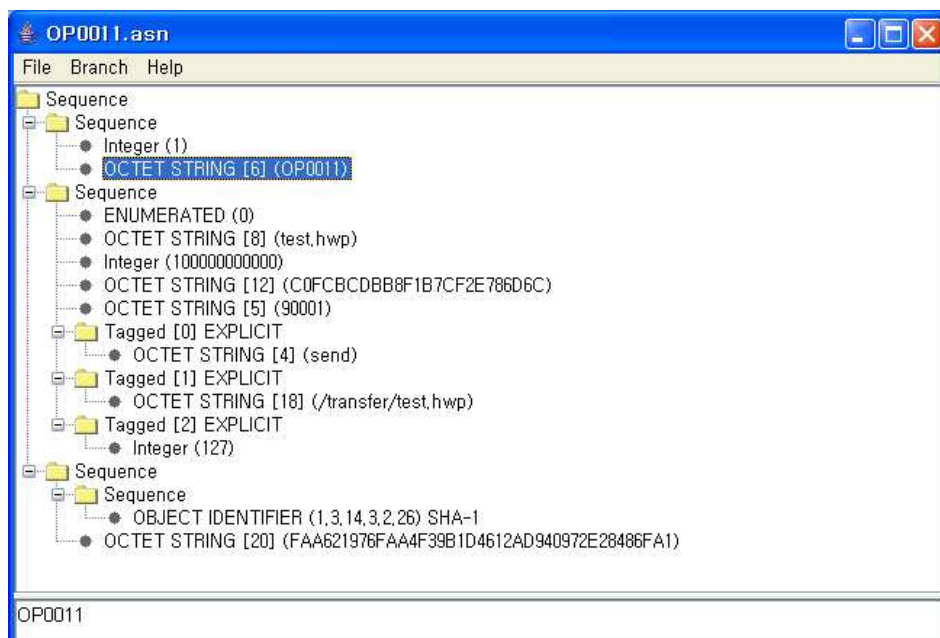 OP0011.asn
File Branch Help
Sequence
Sequence
Integer (1)
OCTET STRING [6] (OP0011)
Sequence
ENUMERATED (0)
OCTET STRING [8] (test.hwp)
Integer (100000000000)
OCTET STRING [12] (C0FCBCDBB8F1B7CF2E786D6C)
OCTET STRING [5] (90001)
Tagged [0] EXPLICIT
OCTET STRING [4] (send)
Tagged [1] EXPLICIT
OCTET STRING [18] (/transfer/test.hwp)
Tagged [2] EXPLICIT
Integer (127)
Sequence
Sequence
OBJECT IDENTIFIER (1.3.14.3.2.26) SHA-1
OCTET STRING [20] (FAA621976FAA4F39B1D4612AD940972E28486FA1)
OP0011